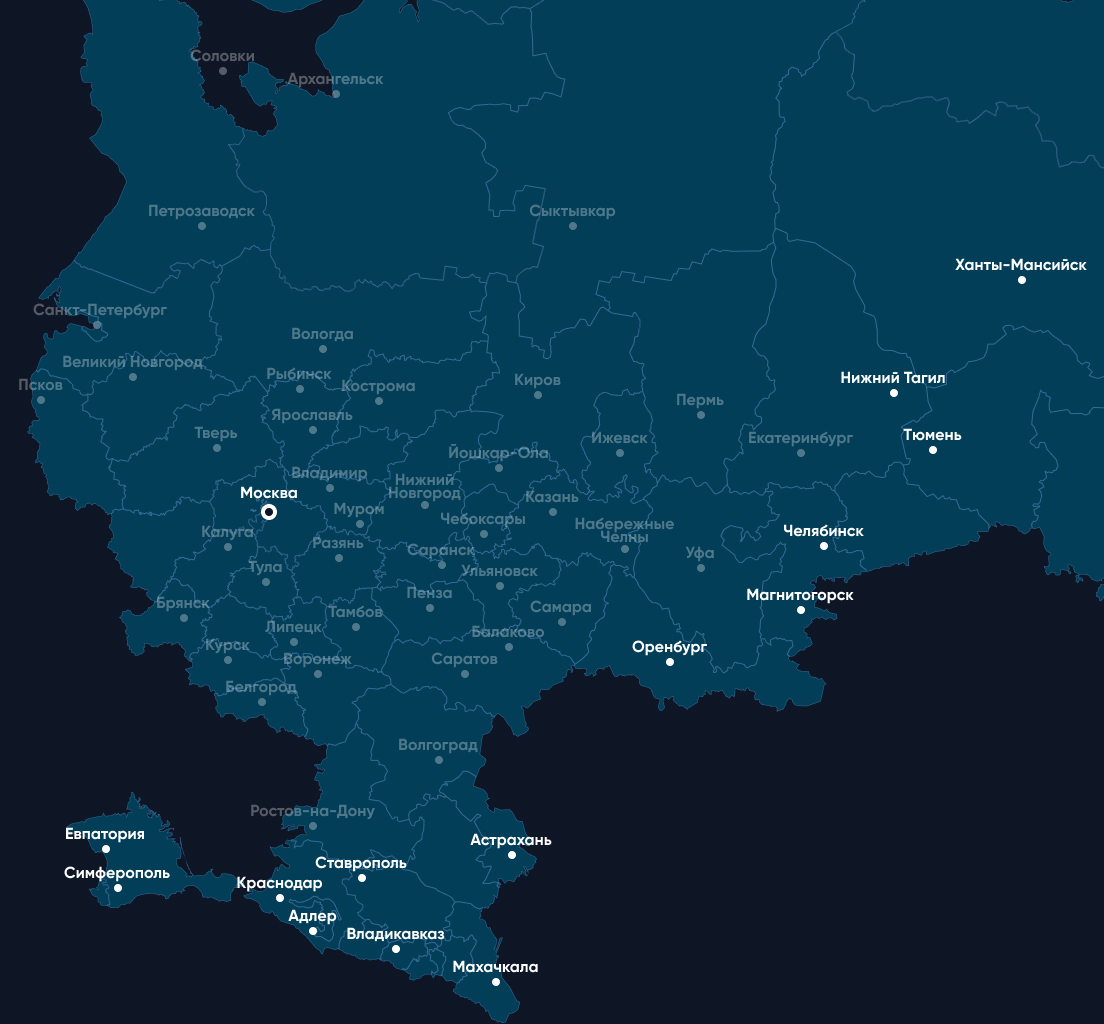 Соловки
Архангельск
Петрозаводск
Сыктывкар
Ханты-Мансийск
Санкт-Петербург
Вологда
Великий Новгород
Рыбинск
Нижний Тагил
Псков
Кострома
Киров
Пермь
Ярославль
Тверь
Йошкар-Ола
Ижевск
Екатеринбург
Тюмень
Владимир
Нижний
Новгород
Москва
Казань
Муром
Чебоксары
Набережные
Челны
Калуга
Челябинск
Разянь
Саранск
Уфа
Тула
Ульяновск
Пенза
Магнитогорск
Брянск
Тамбов
Самара
Липецк
Балаково
Курск
Оренбург
Воронеж
Саратов
Белгород
Волгоград
Ростов-на-Дону
Евпатория
Астрахань
Симферополь
Ставрополь
Краснодар
Адлер
Владикавказ
Махачкала